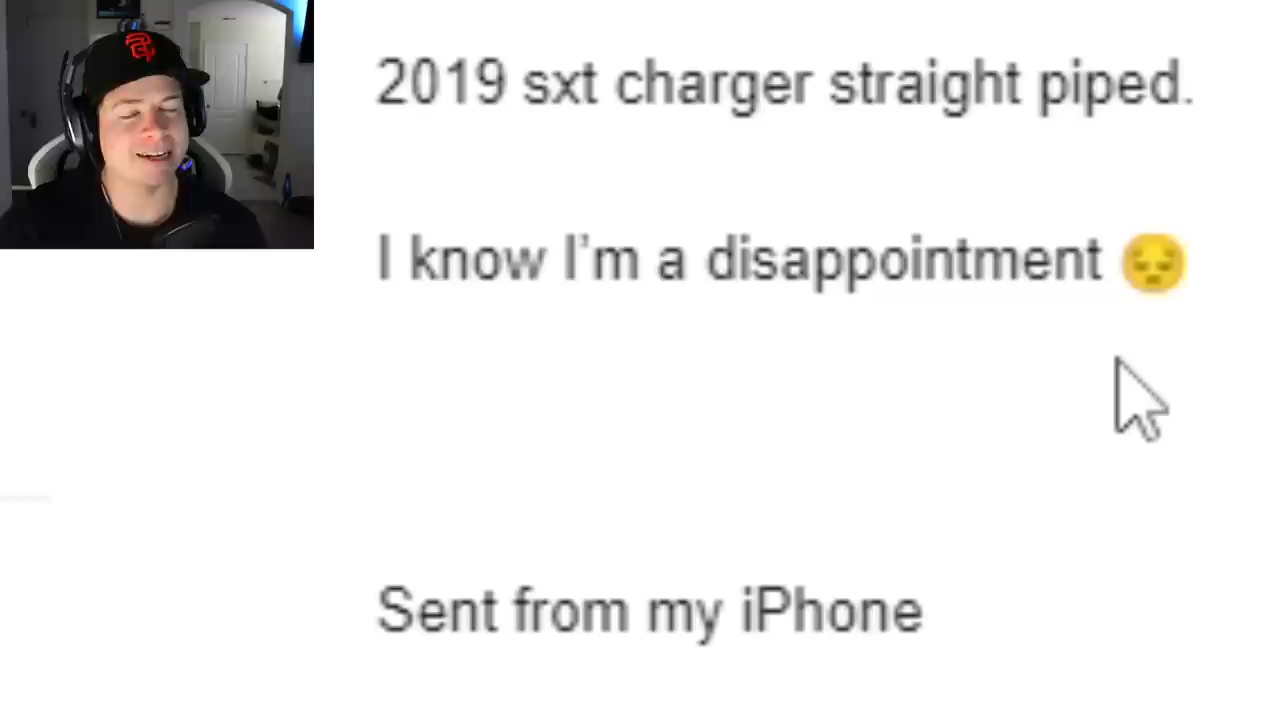 2019 sxt charger straight piped.
I know I'm a disappointment 😔
Sent from my iPhone